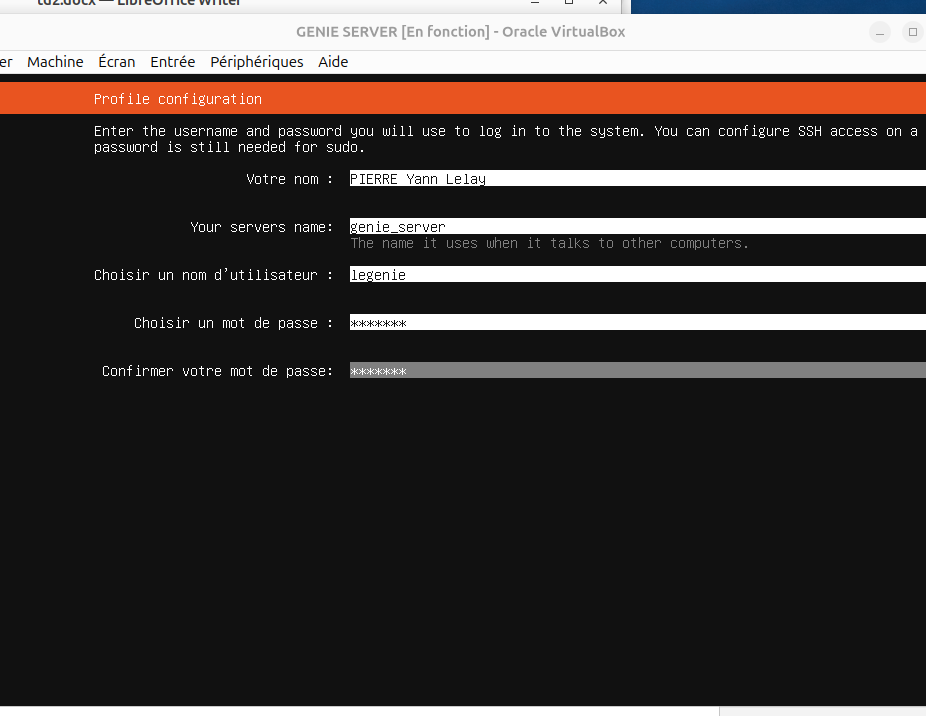 td2.docx — LibreOffice Writer
GENIE SERVER [En fonction] - Oracle VirtualBox
er Machine Écran Entrée Périphériques Aide
Profile configuration
Enter the username and password you will use to log in to the system. You can configure SSH access on a
password is still needed for sudo.
Votre nom : PIERRE Yann Lelay
Your servers name: genie_server
The name it uses when it talks to other computers.
Choisir un nom d'utilisateur : legenie
Choisir un mot de passe : *******
Confirmer votre mot de passe: *******